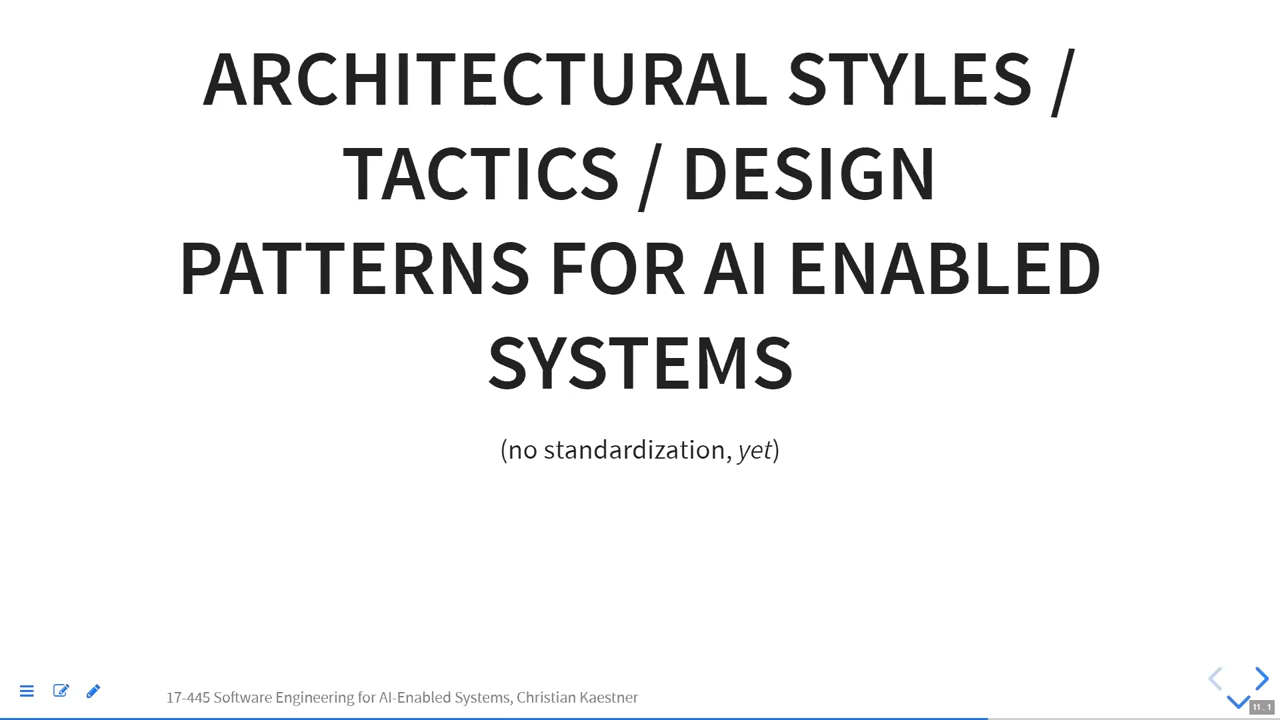 ARCHITECTURAL STYLES /
TACTICS / DESIGN
PATTERNS FOR AI ENABLED
SYSTEMS
(no standardization, yet)
17-445 Software Engineering for AI-Enabled Systems, Christian Kaestner
11 . 1